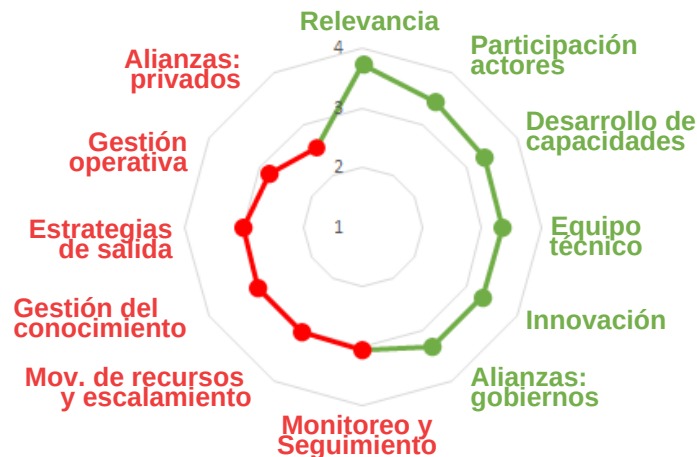 Relevancia
Participación
actores
Desarrollo de
capacidades
Equipo
técnico
Innovación
Alianzas:
gobiernos
Monitoreo y
Seguimiento
Mov. de recursos
y escalamiento
Gestión del
conocimiento
Estrategias
de salida
Gestión
operativa
Alianzas:
privados
4
3
2
1